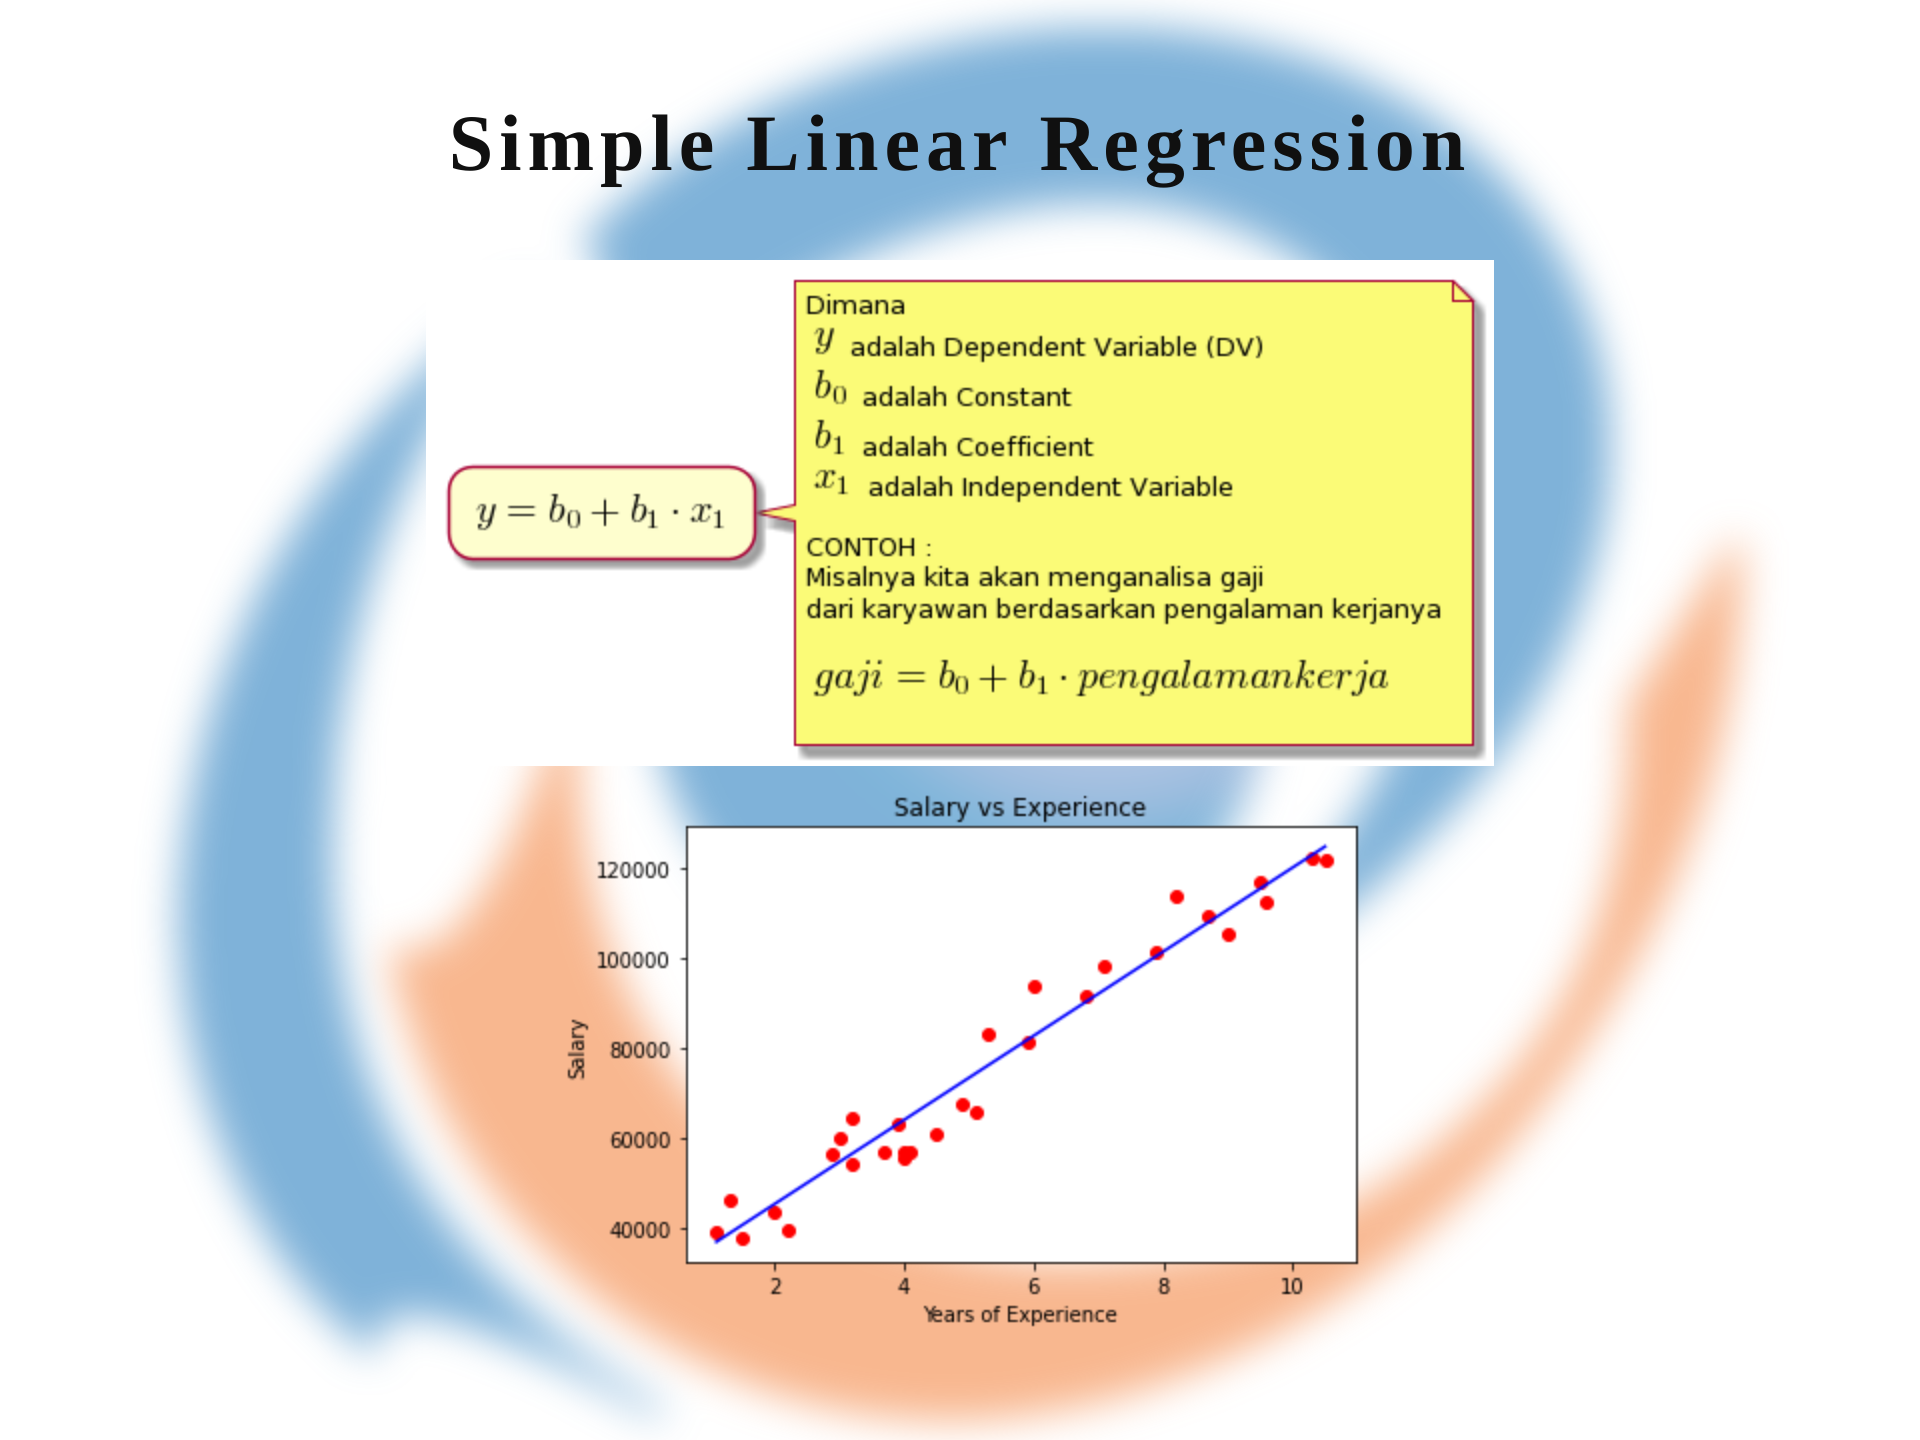 Simple Linear Regression
Dimana
y adalah Dependent Variable (DV)
b₀ adalah Constant
b₁ adalah Coefficient
x₁ adalah Independent Variable
y = b₀ + b₁ · x₁
CONTOH :
Misalnya kita akan menganalisa gaji
dari karyawan berdasarkan pengalaman kerjanya
gaji = b₀ + b₁ · pengalamankerja
Salary vs Experience
120000
100000
80000
60000
40000
Salary
2 4 6 8 10
Years of Experience